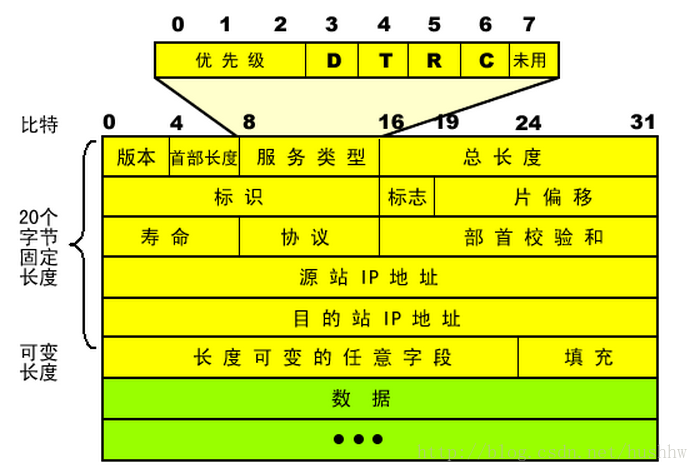 0 1 2 3 4 5 6 7
优先级 D T R C 未用
比特 0 4 8 16 19 24 31
版本 首部长度 服务类型 总长度
标识 标志 片偏移
20个
字节
固定
长度
寿命 协议 部首校验和
源站 IP 地址
目的站 IP 地址
可变
长度
长度可变的任意字段 填充
数据
•••